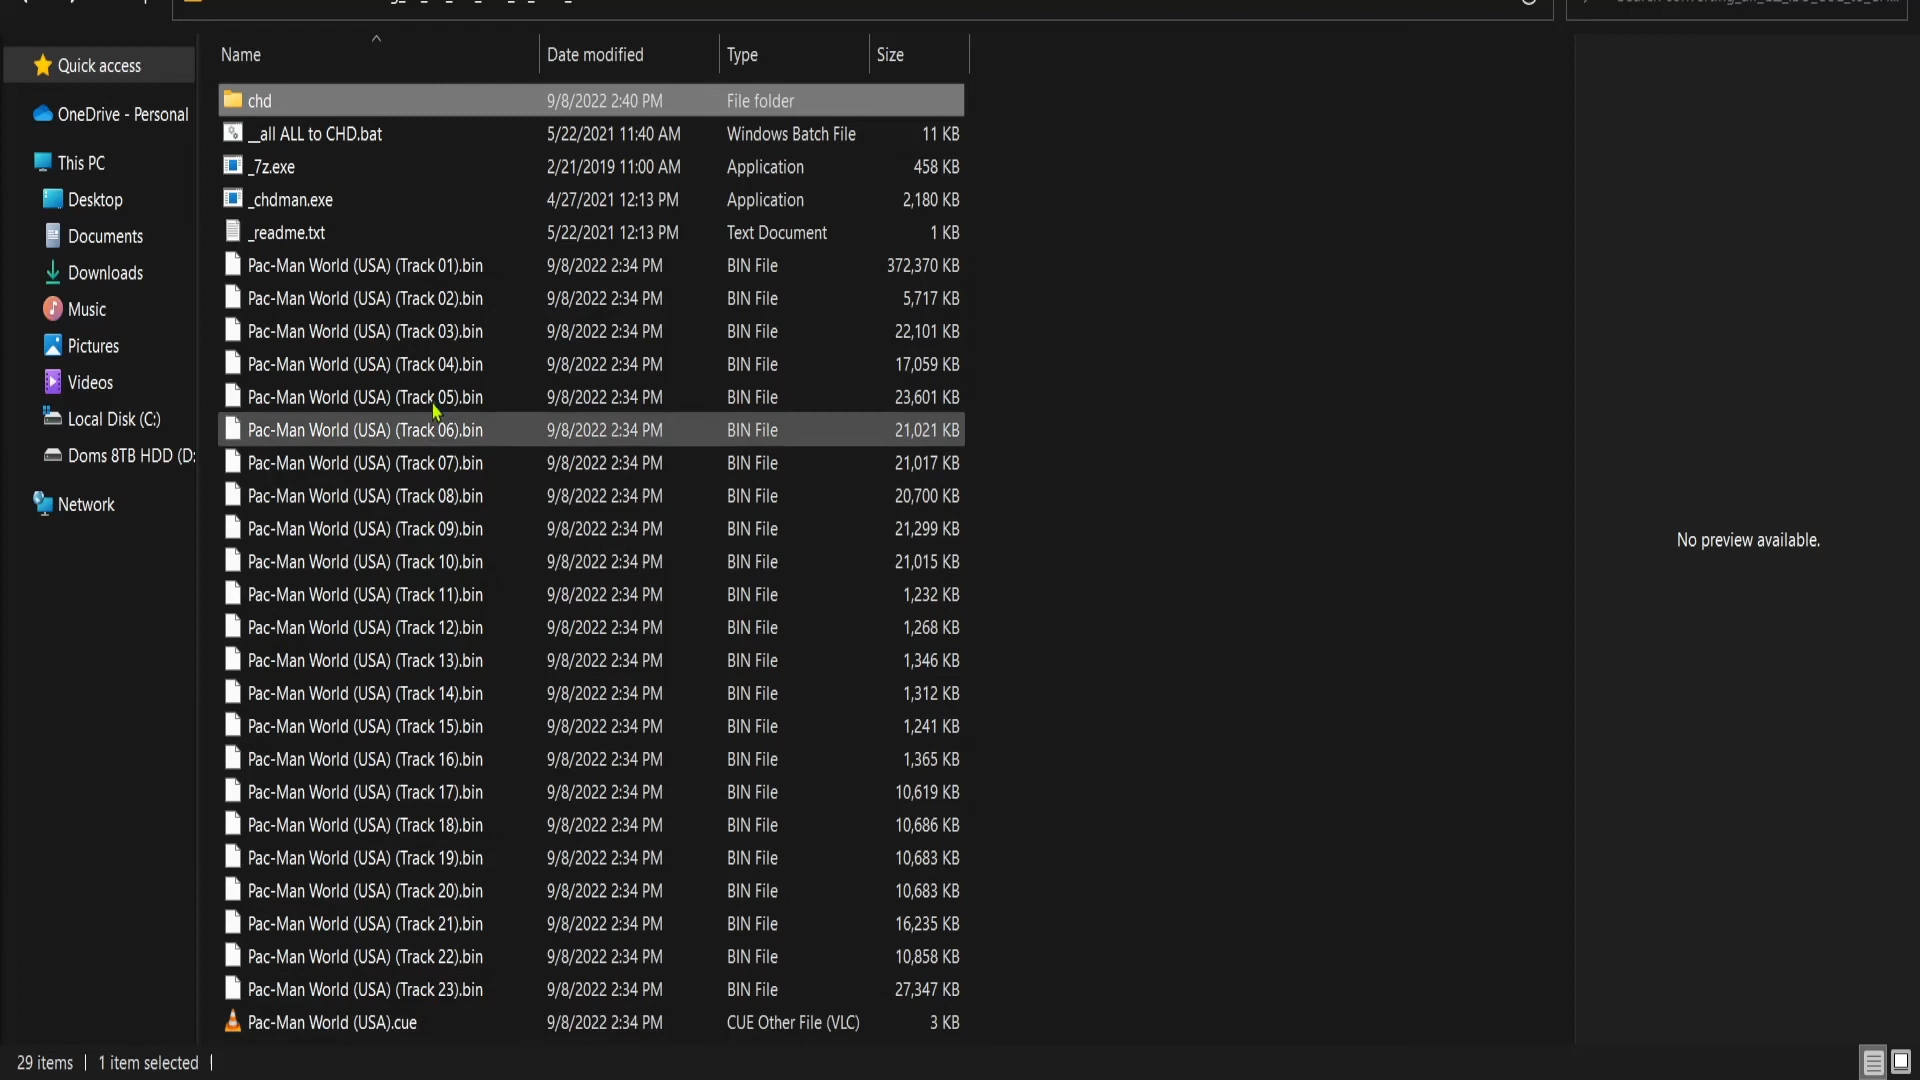 Quick access
OneDrive - Personal
This PC
Desktop
Documents
Downloads
Music
Pictures
Videos
Local Disk (C:)
Doms 8TB HDD (D:
Network
Name Date modified Type Size
chd 9/8/2022 2:40 PM File folder
__all ALL to CHD.bat 5/22/2021 11:40 AM Windows Batch File 11 KB
_7z.exe 2/21/2019 11:00 AM Application 458 KB
_chdman.exe 4/27/2021 12:13 PM Application 2,180 KB
_readme.txt 5/22/2021 12:13 PM Text Document 1 KB
Pac-Man World (USA) (Track 01).bin 9/8/2022 2:34 PM BIN File 372,370 KB
Pac-Man World (USA) (Track 02).bin 9/8/2022 2:34 PM BIN File 5,717 KB
Pac-Man World (USA) (Track 03).bin 9/8/2022 2:34 PM BIN File 22,101 KB
Pac-Man World (USA) (Track 04).bin 9/8/2022 2:34 PM BIN File 17,059 KB
Pac-Man World (USA) (Track 05).bin 9/8/2022 2:34 PM BIN File 23,601 KB
Pac-Man World (USA) (Track 06).bin 9/8/2022 2:34 PM BIN File 21,021 KB
Pac-Man World (USA) (Track 07).bin 9/8/2022 2:34 PM BIN File 21,017 KB
Pac-Man World (USA) (Track 08).bin 9/8/2022 2:34 PM BIN File 20,700 KB
Pac-Man World (USA) (Track 09).bin 9/8/2022 2:34 PM BIN File 21,299 KB
Pac-Man World (USA) (Track 10).bin 9/8/2022 2:34 PM BIN File 21,015 KB
Pac-Man World (USA) (Track 11).bin 9/8/2022 2:34 PM BIN File 1,232 KB
Pac-Man World (USA) (Track 12).bin 9/8/2022 2:34 PM BIN File 1,268 KB
Pac-Man World (USA) (Track 13).bin 9/8/2022 2:34 PM BIN File 1,346 KB
Pac-Man World (USA) (Track 14).bin 9/8/2022 2:34 PM BIN File 1,312 KB
Pac-Man World (USA) (Track 15).bin 9/8/2022 2:34 PM BIN File 1,241 KB
Pac-Man World (USA) (Track 16).bin 9/8/2022 2:34 PM BIN File 1,365 KB
Pac-Man World (USA) (Track 17).bin 9/8/2022 2:34 PM BIN File 10,619 KB
Pac-Man World (USA) (Track 18).bin 9/8/2022 2:34 PM BIN File 10,686 KB
Pac-Man World (USA) (Track 19).bin 9/8/2022 2:34 PM BIN File 10,683 KB
Pac-Man World (USA) (Track 20).bin 9/8/2022 2:34 PM BIN File 10,683 KB
Pac-Man World (USA) (Track 21).bin 9/8/2022 2:34 PM BIN File 16,235 KB
Pac-Man World (USA) (Track 22).bin 9/8/2022 2:34 PM BIN File 10,858 KB
Pac-Man World (USA) (Track 23).bin 9/8/2022 2:34 PM BIN File 27,347 KB
Pac-Man World (USA).cue 9/8/2022 2:34 PM CUE Other File (VLC) 3 KB
No preview available.
29 items 1 item selected